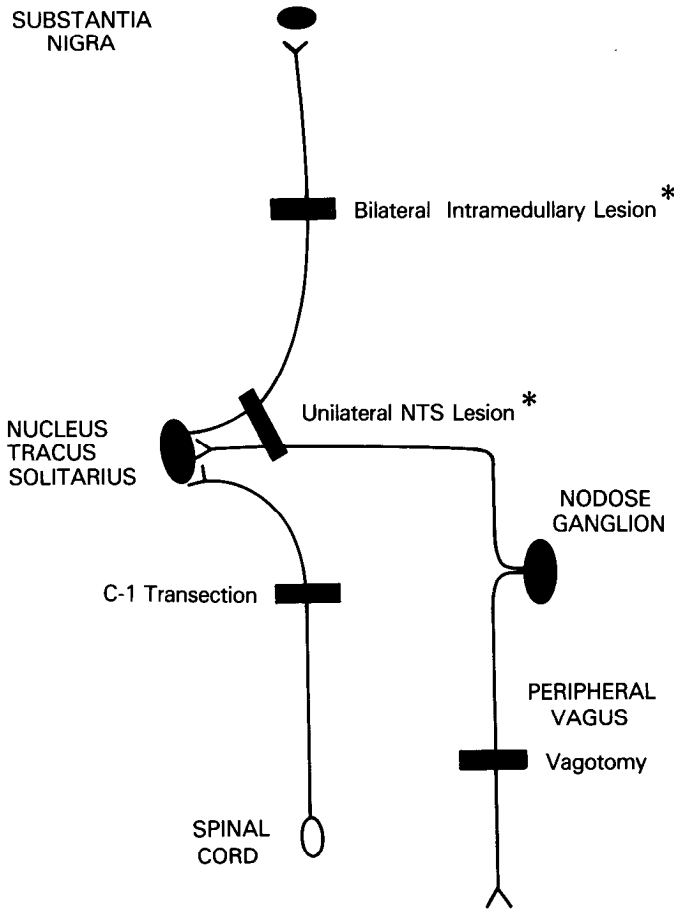 SUBSTANTIA
NIGRA
Bilateral Intramedullary Lesion*
Unilateral NTS Lesion*
NUCLEUS
TRACUS
SOLITARIUS
NODOSE
GANGLION
C-1 Transection
PERIPHERAL
VAGUS
Vagotomy
SPINAL
CORD